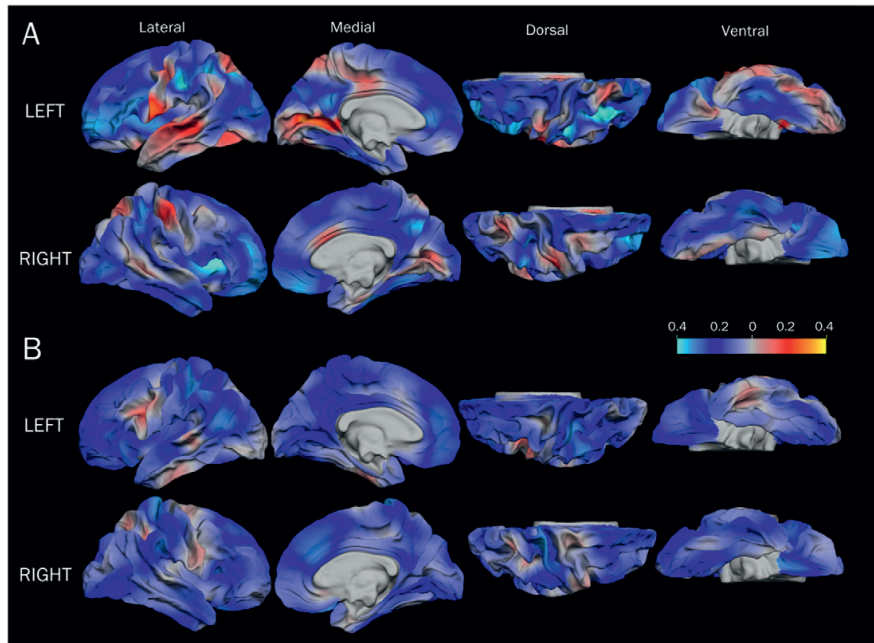 A
Lateral Medial Dorsal Ventral
LEFT
RIGHT
0.4 0.2 0 0.2 0.4
B
LEFT
RIGHT